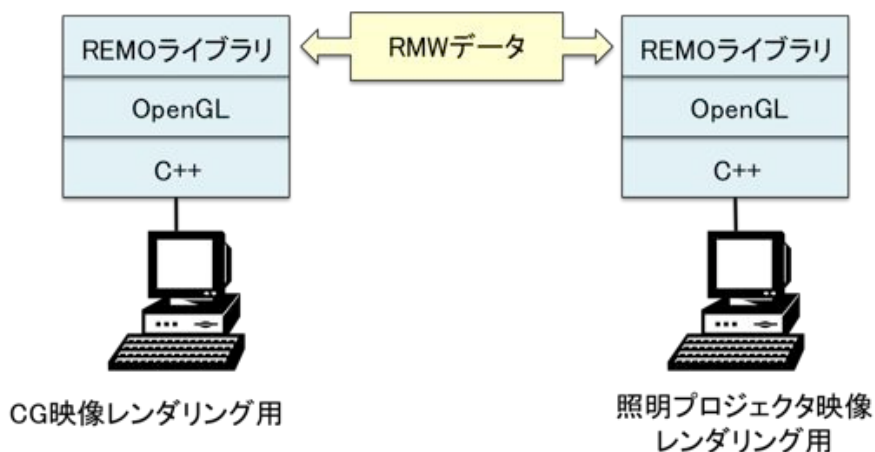 REMOライブラリ
OpenGL
C++
RMWデータ
REMOライブラリ
OpenGL
C++
CG映像レンダリング用
照明プロジェクタ映像
レンダリング用